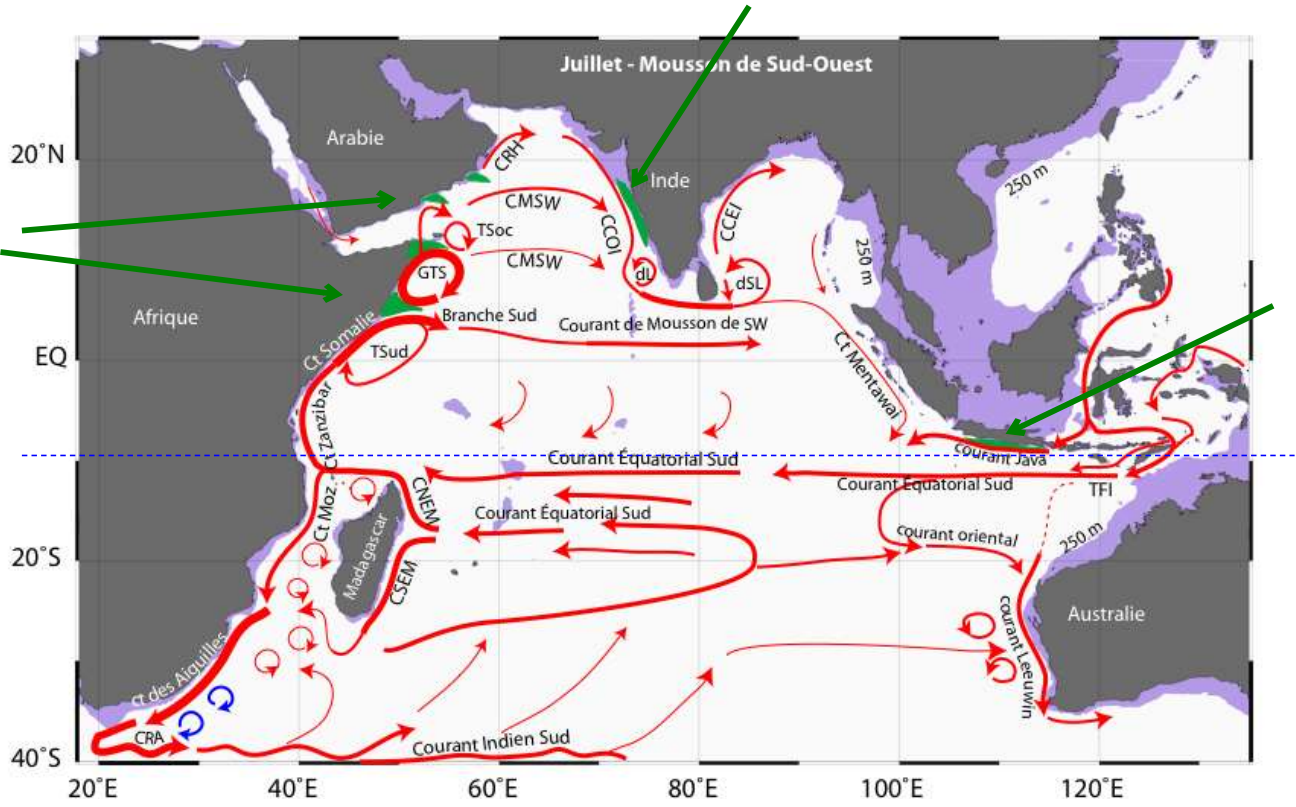 Juillet - Mousson de Sud-Ouest
Arabie
20°N
CRH
Inde
250 m
CMSW
TSoc
CCOI
CCEI
250 m
CMSW
GTS
dL
dSL
Afrique
Branche Sud
Courant de Mousson de SW
Ct Somalie
TSud
EQ
Ct Mentawai
Ct Zanzibar
courant Java
Courant Équatorial Sud
Courant Équatorial Sud
TFI
Ct Moz.
CNEM
Courant Équatorial Sud
courant oriental
250 m
Madagascar
20°S
CSEM
Australie
courant Leeuwin
Ct des Aiguilles
CRA
Courant Indien Sud
40°S
20°E
40°E
60°E
80°E
100°E
120°E